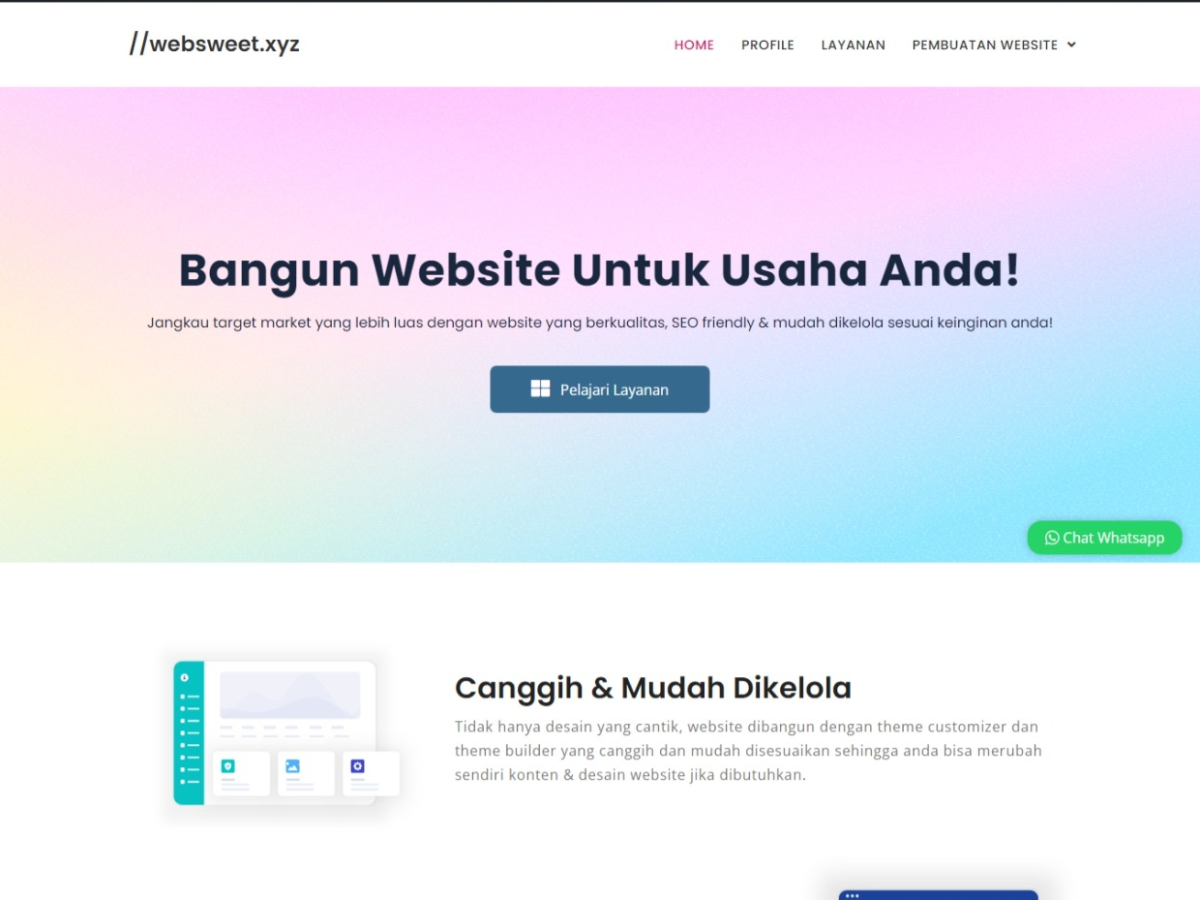 //websweet.xyz
HOME PROFILE LAYANAN PEMBUATAN WEBSITE
Bangun Website Untuk Usaha Anda!
Jangkau target market yang lebih luas dengan website yang berkualitas, SEO friendly & mudah dikelola sesuai keinginan anda!
Pelajari Layanan
Chat Whatsapp
Canggih & Mudah Dikelola
Tidak hanya desain yang cantik, website dibangun dengan theme customizer dan
theme builder yang canggih dan mudah disesuaikan sehingga anda bisa merubah
sendiri konten & desain website jika dibutuhkan.